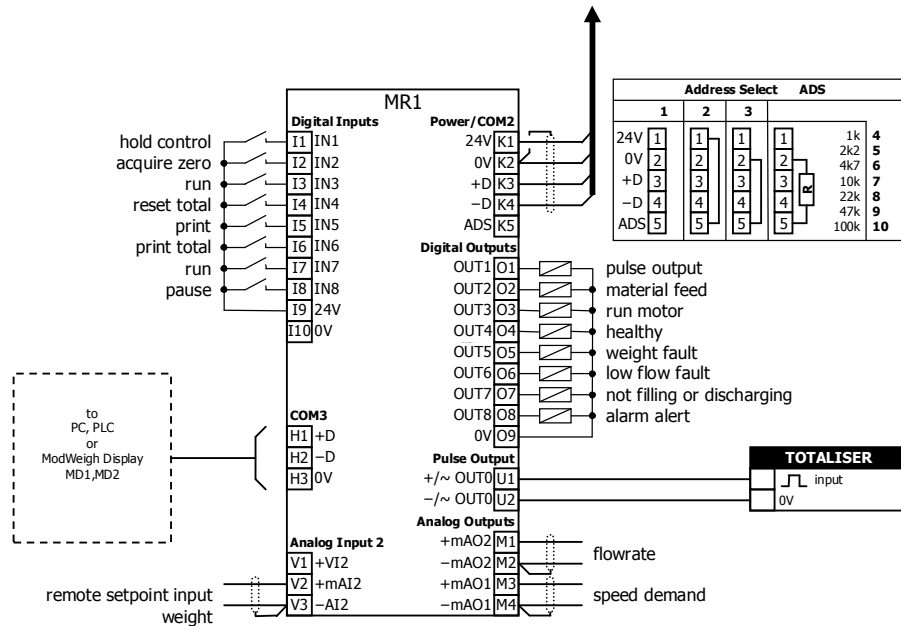 MR1
Digital Inputs
hold control I1 IN1
acquire zero I2 IN2
run I3 IN3
reset total I4 IN4
print I5 IN5
print total I6 IN6
run I7 IN7
pause I8 IN8
I9 24V
I10 0V
to
PC, PLC
or
ModWeigh Display
MD1,MD2
COM3
H1 +D
H2 −D
H3 0V
Analog Input 2
V1 +VI2
V2 +mAI2
V3 −AI2
remote setpoint input
weight
Power/COM2
24V K1
0V K2
+D K3
−D K4
ADS K5
Digital Outputs
OUT1 O1 pulse output
OUT2 O2 material feed
OUT3 O3 run motor
OUT4 O4 healthy
OUT5 O5 weight fault
OUT6 O6 low flow fault
OUT7 O7 not filling or discharging
OUT8 O8 alarm alert
0V O9
Pulse Output
+/~ OUT0 U1
−/~ OUT0 U2
Analog Outputs
+mAO2 M1
−mAO2 M2
flowrate
+mAO1 M3
−mAO1 M4
speed demand
Address Select ADS
1 2 3
24V 1 1 1 1 1k 4
0V 2 2 2 2 2k2 5
4k7 6
+D 3 3 3 3 R 10k 7
−D 4 4 4 4 22k 8
47k 9
ADS 5 5 5 5 100k 10
TOTALISER
input
0V